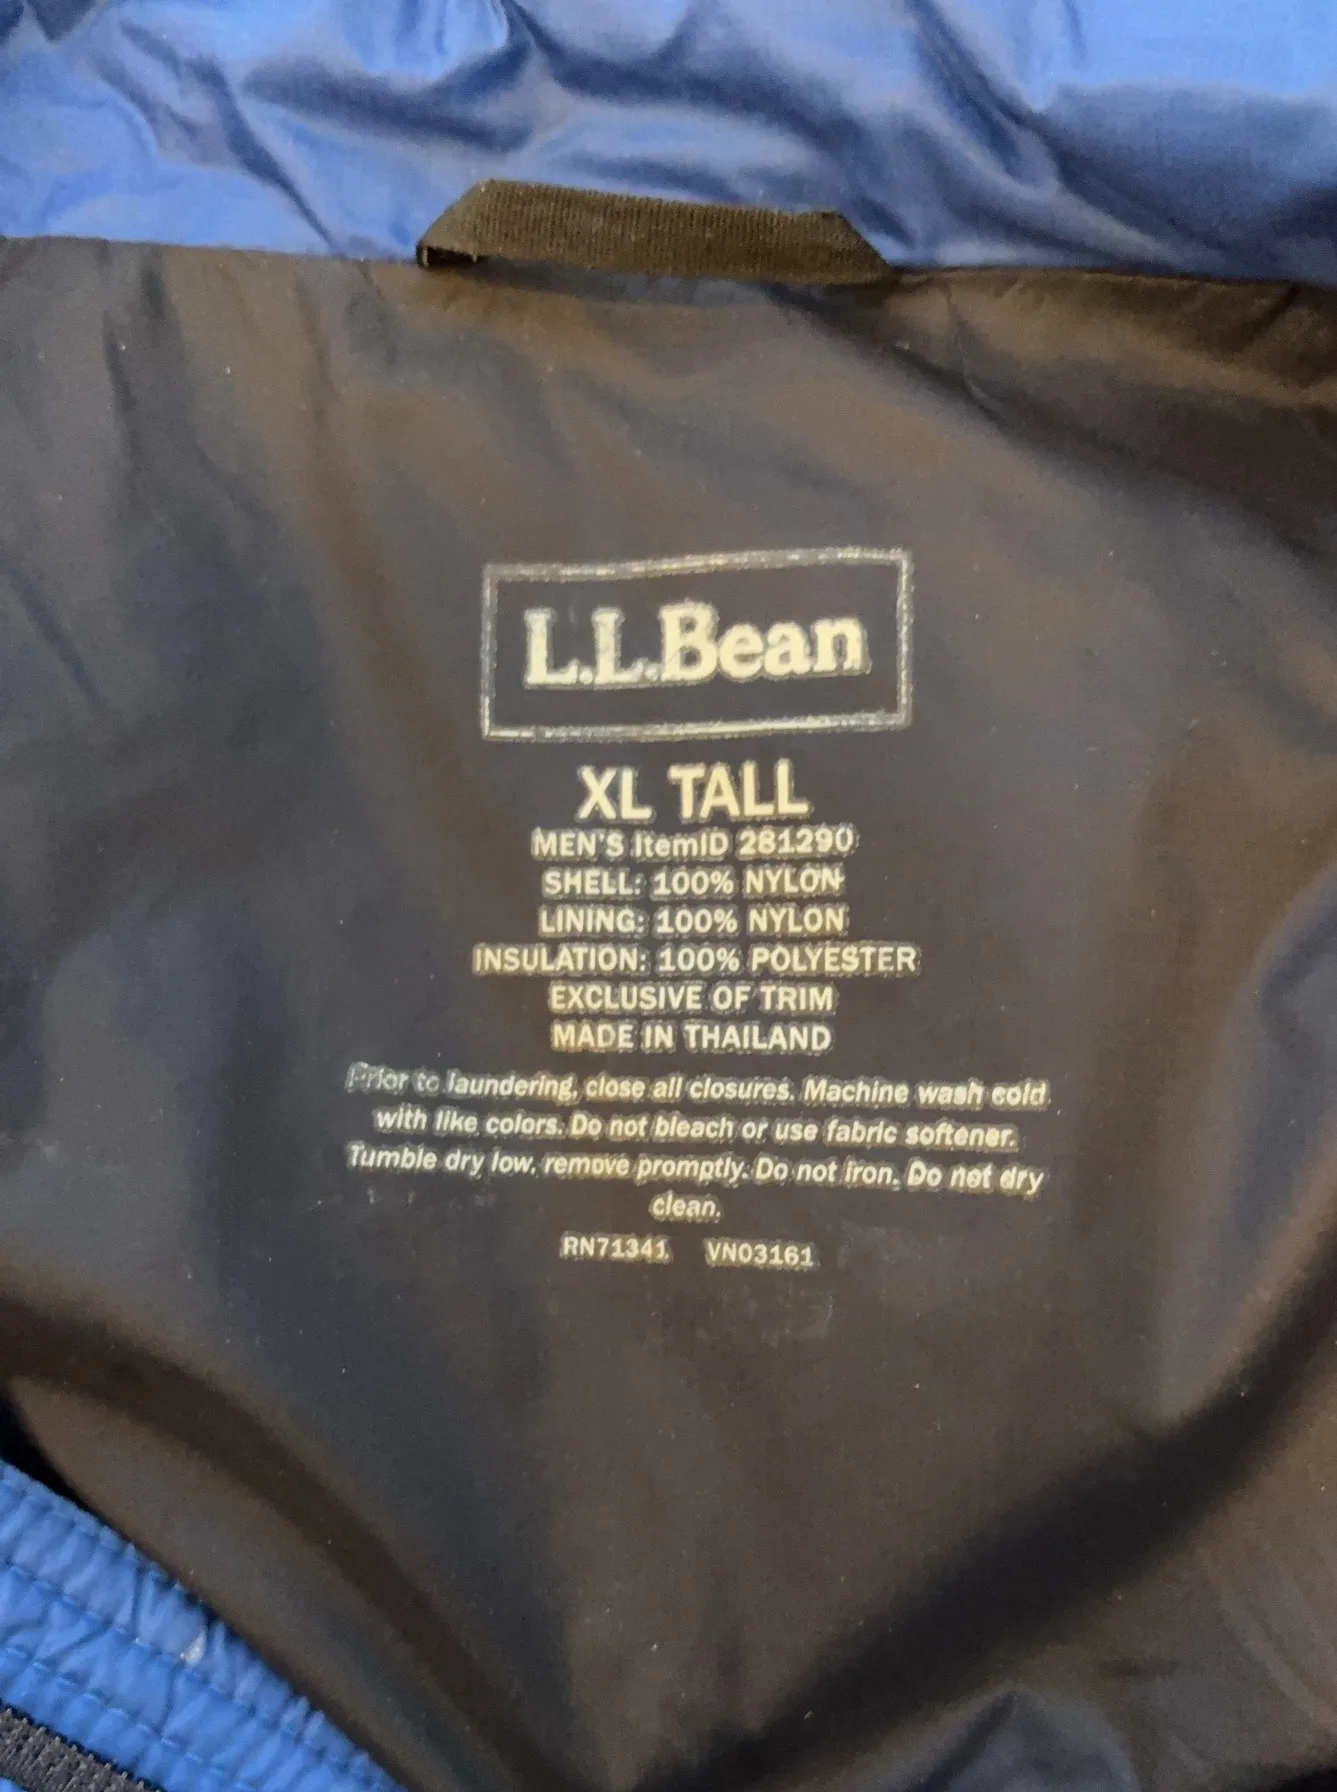 L.L.Bean
XL TALL
MEN'S ItemID 281290
SHELL: 100% NYLON
LINING: 100% NYLON
INSULATION: 100% POLYESTER
EXCLUSIVE OF TRIM
MADE IN THAILAND
Prior to laundering, close all closures. Machine wash cold
with like colors. Do not bleach or use fabric softener.
Tumble dry low, remove promptly. Do not iron. Do not dry
clean.
RN71341 VN03161